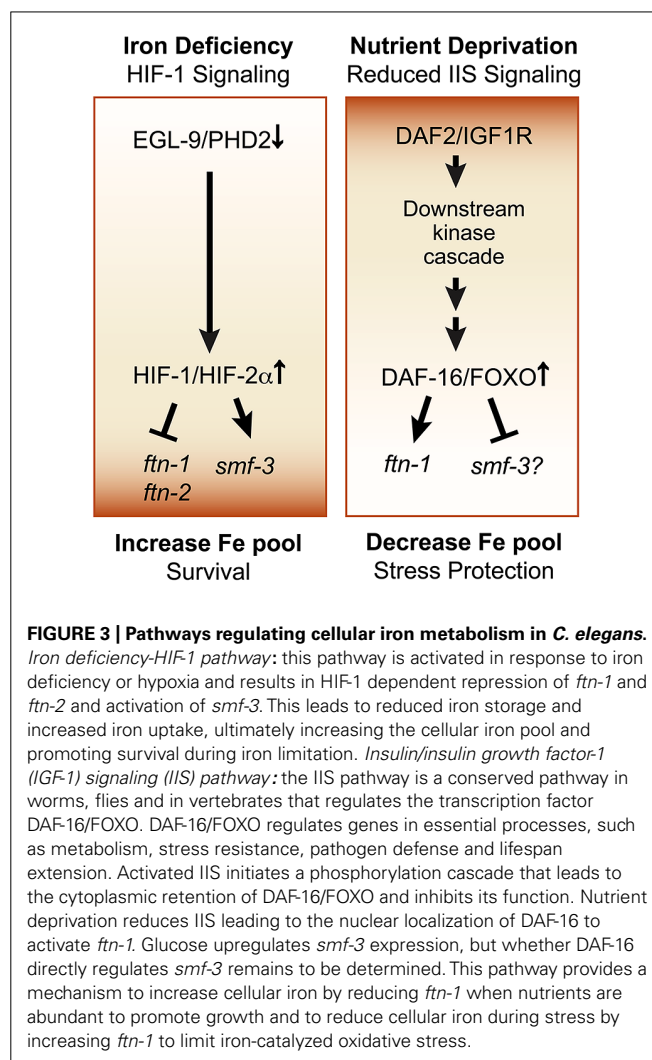 Iron Deficiency
HIF-1 Signaling
EGL-9/PHD2↓
HIF-1/HIF-2α↑
ftn-1
ftn-2
smf-3
Increase Fe pool
Survival
Nutrient Deprivation
Reduced IIS Signaling
DAF2/IGF1R
Downstream
kinase
cascade
DAF-16/FOXO↑
ftn-1
smf-3?
Decrease Fe pool
Stress Protection
FIGURE 3 | Pathways regulating cellular iron metabolism in C. elegans.
Iron deficiency-HIF-1 pathway: this pathway is activated in response to iron
deficiency or hypoxia and results in HIF-1 dependent repression of ftn-1 and
ftn-2 and activation of smf-3. This leads to reduced iron storage and
increased iron uptake, ultimately increasing the cellular iron pool and
promoting survival during iron limitation. Insulin/insulin growth factor-1
(IGF-1) signaling (IIS) pathway: the IIS pathway is a conserved pathway in
worms, flies and in vertebrates that regulates the transcription factor
DAF-16/FOXO. DAF-16/FOXO regulates genes in essential processes, such
as metabolism, stress resistance, pathogen defense and lifespan
extension. Activated IIS initiates a phosphorylation cascade that leads to
the cytoplasmic retention of DAF-16/FOXO and inhibits its function. Nutrient
deprivation reduces IIS leading to the nuclear localization of DAF-16 to
activate ftn-1. Glucose upregulates smf-3 expression, but whether DAF-16
directly regulates smf-3 remains to be determined. This pathway provides a
mechanism to increase cellular iron by reducing ftn-1 when nutrients are
abundant to promote growth and to reduce cellular iron during stress by
increasing ftn-1 to limit iron-catalyzed oxidative stress.